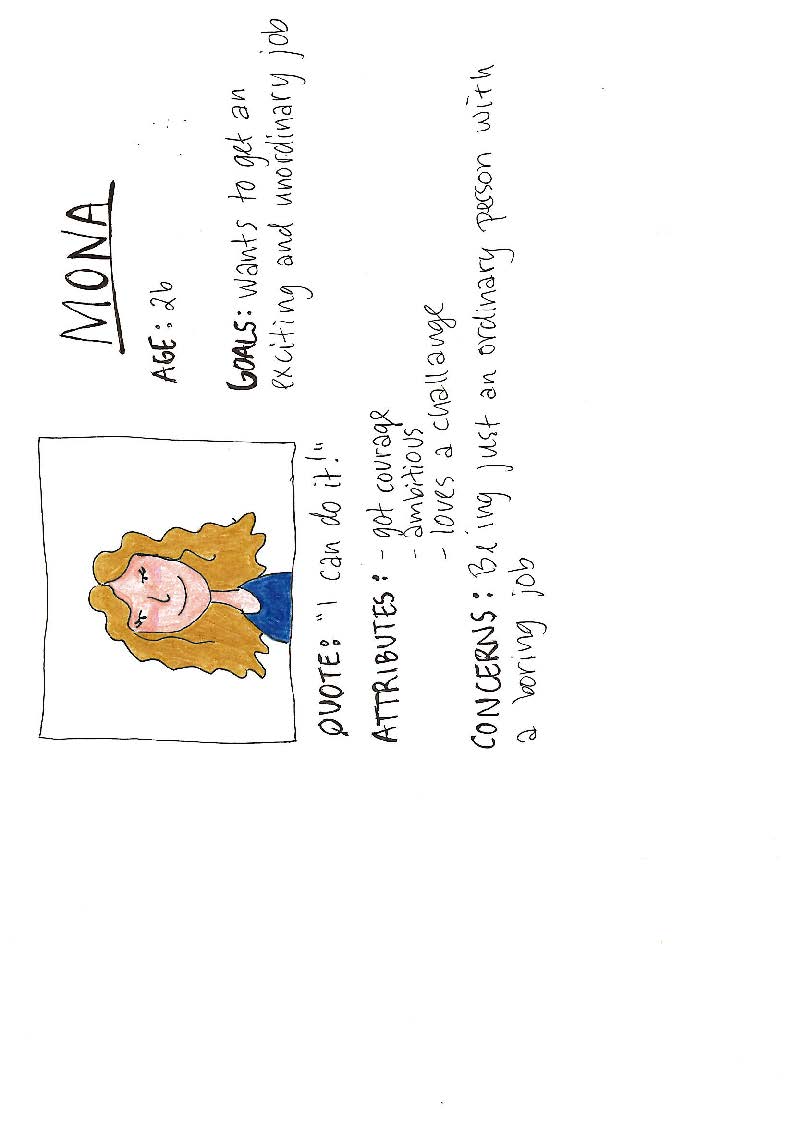 MONA
AGE: 26
GOALS: Wants to get an
exciting and unordinary job
QUOTE: "I can do it!"
ATTRIBUTES: - got courage
- ambitious
- loves a challange
CONCERNS: Being just an ordinary person with
a boring job